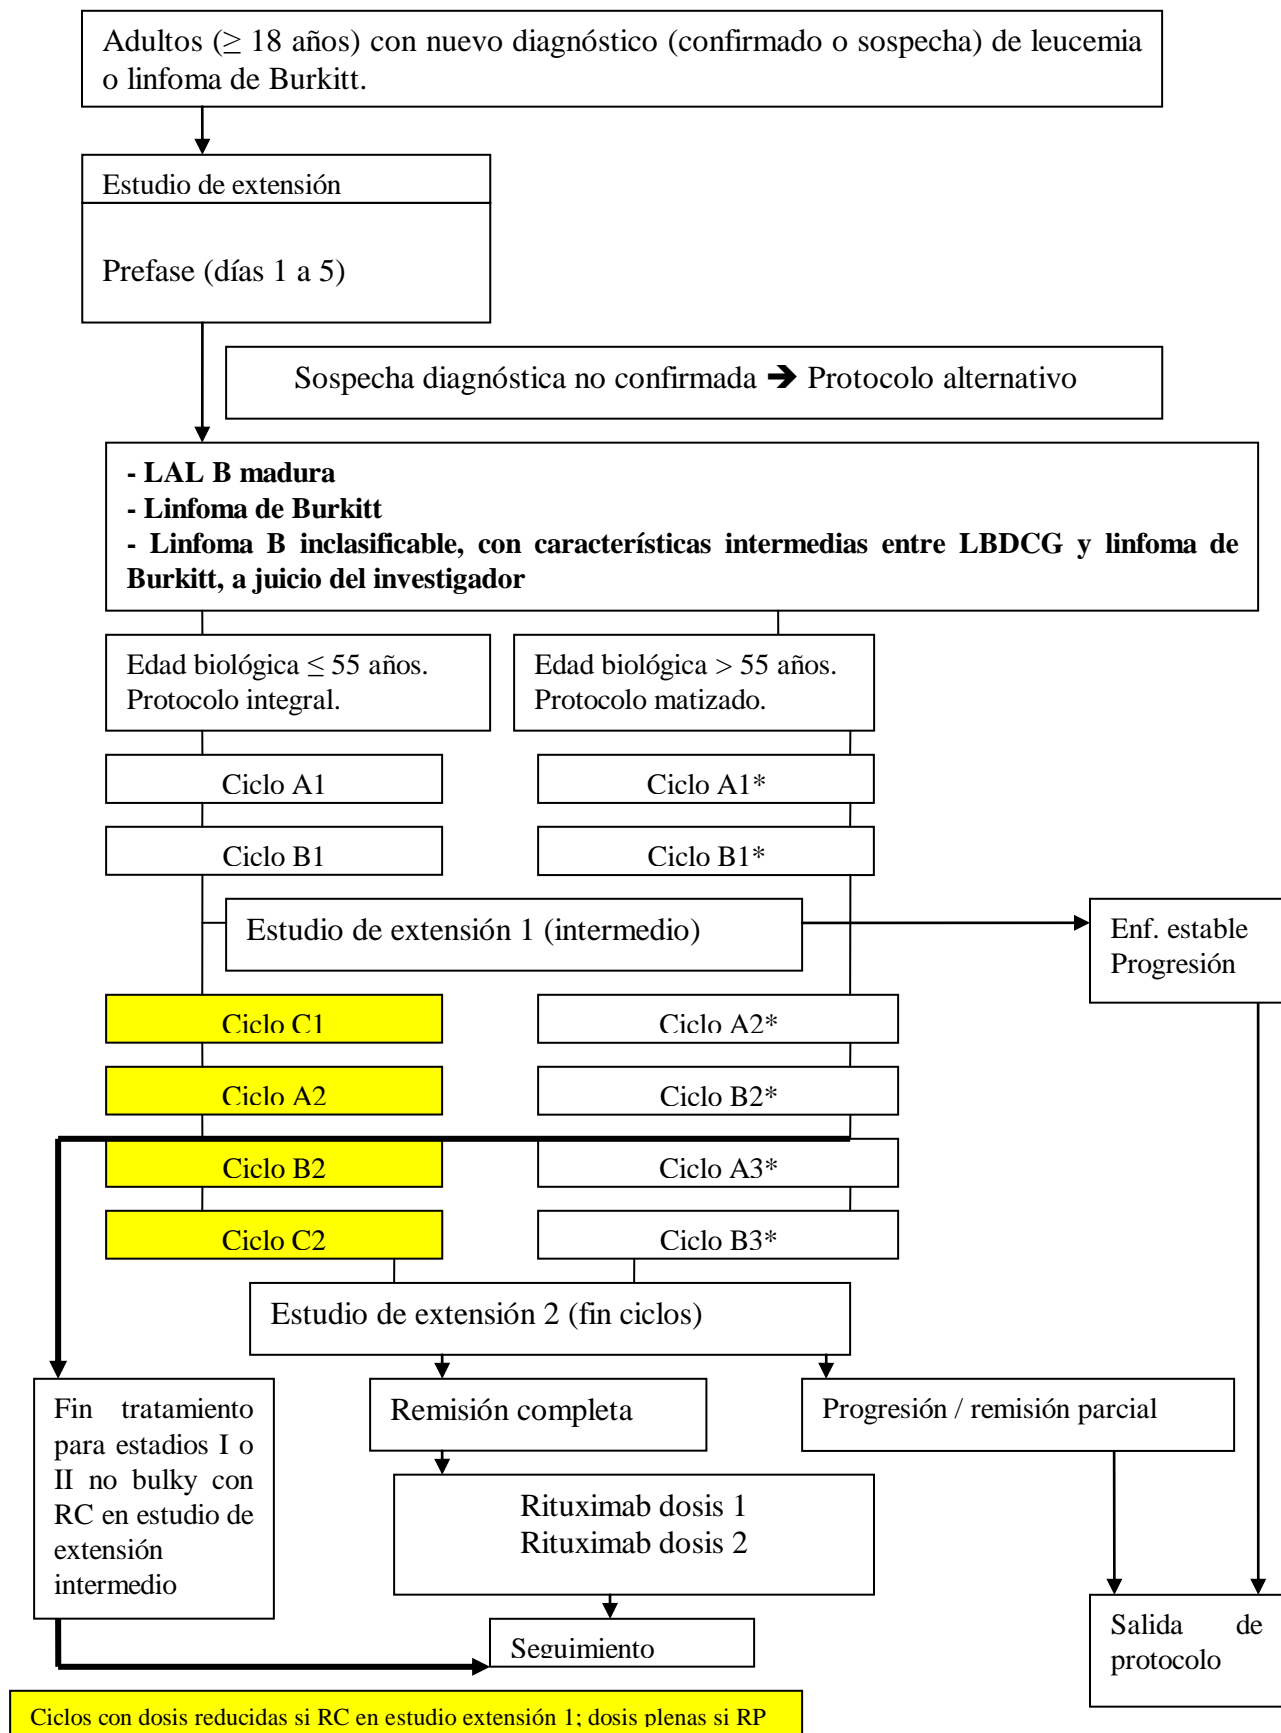 Adultos (≥ 18 años) con nuevo diagnóstico (confirmado o sospecha) de leucemia
o linfoma de Burkitt.
Estudio de extensión
Prefase (días 1 a 5)
Sospecha diagnóstica no confirmada ➔ Protocolo alternativo
- LAL B madura
- Linfoma de Burkitt
- Linfoma B inclasificable, con características intermedias entre LBDCG y linfoma de
Burkitt, a juicio del investigador
Edad biológica ≤ 55 años.
Protocolo integral.
Edad biológica > 55 años.
Protocolo matizado.
Ciclo A1
Ciclo A1*
Ciclo B1
Ciclo B1*
Estudio de extensión 1 (intermedio)
Enf. estable
Progresión
Ciclo C1
Ciclo A2*
Ciclo A2
Ciclo B2*
Ciclo B2
Ciclo A3*
Ciclo C2
Ciclo B3*
Estudio de extensión 2 (fin ciclos)
Fin tratamiento
para estadios I o
II no bulky con
RC en estudio de
extensión
intermedio
Remisión completa
Progresión / remisión parcial
Rituximab dosis 1
Rituximab dosis 2
Seguimiento
Salida de
protocolo
Ciclos con dosis reducidas si RC en estudio extensión 1; dosis plenas si RP